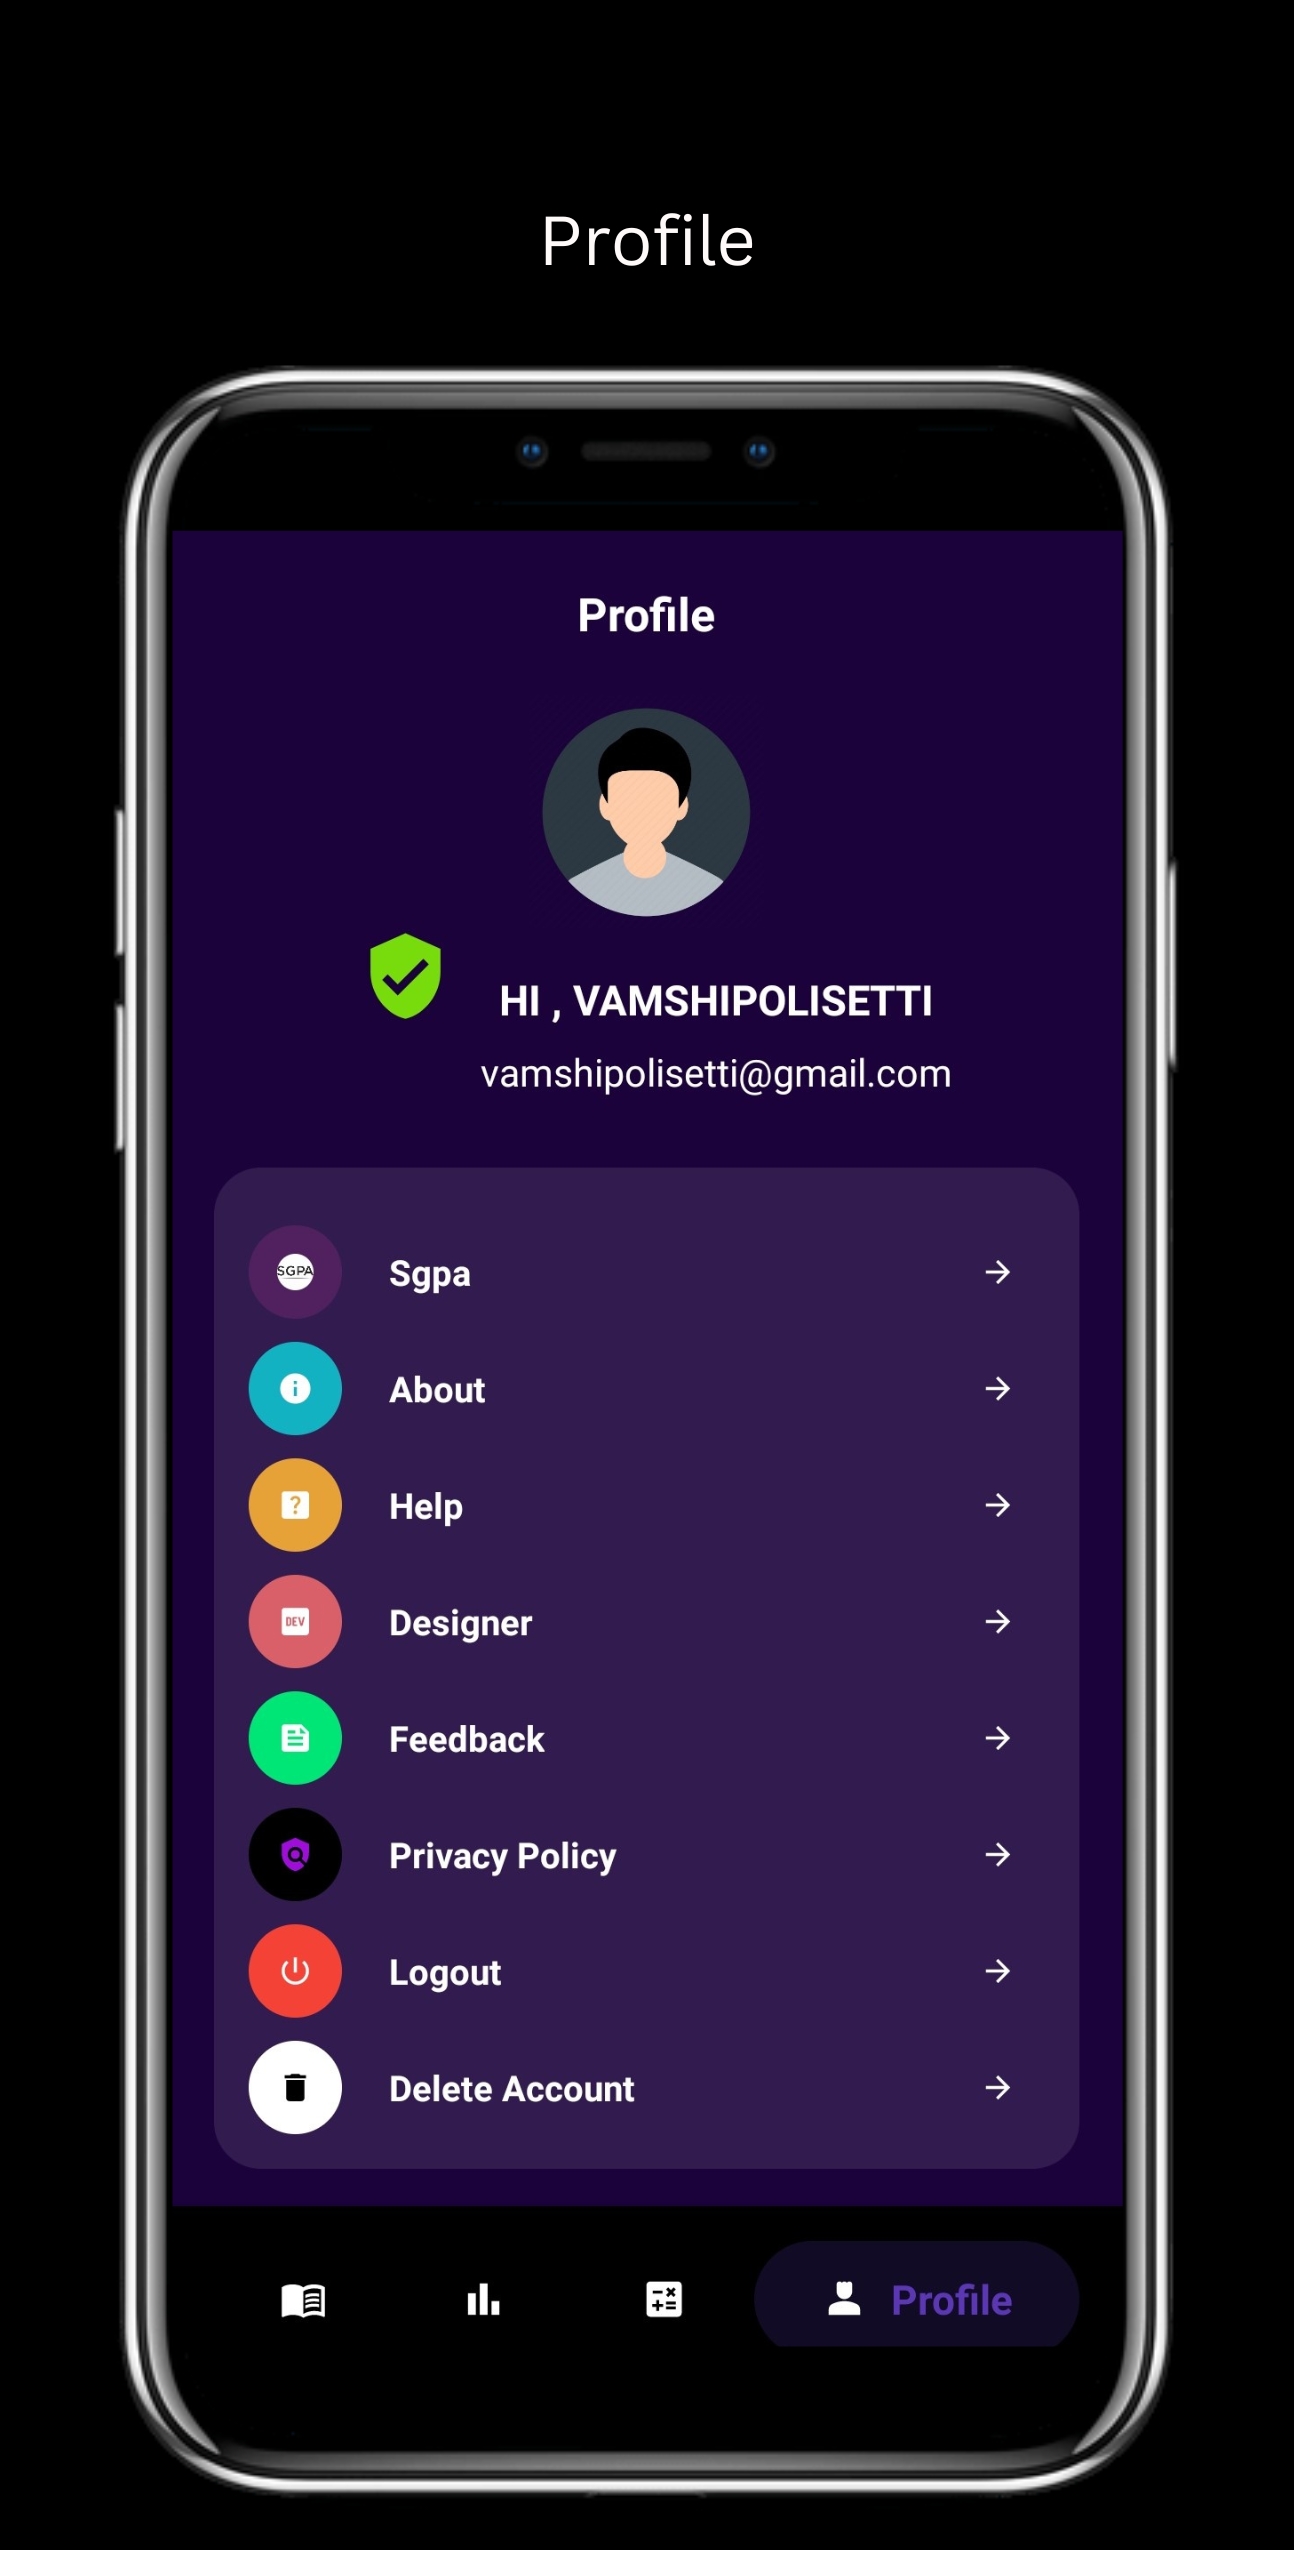 Profile
Profile
HI , VAMSHIPOLISETTI
vamshipolisetti@gmail.com
SGPA Sgpa
About
Help
DEV Designer
Feedback
Privacy Policy
Logout
Delete Account
Profile